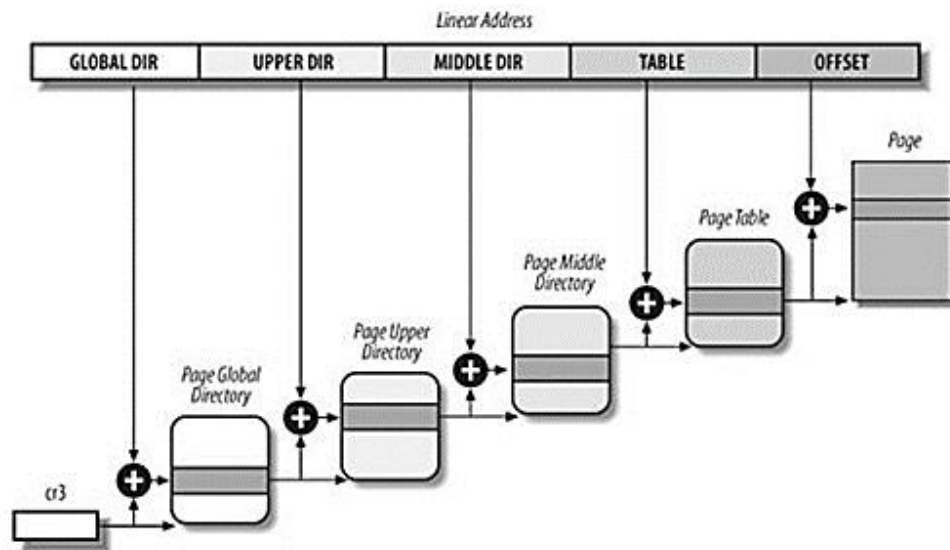 Linear Address
GLOBAL DIR
UPPER DIR
MIDDLE DIR
TABLE
OFFSET
Page
Page Table
Page Middle
Directory
Page Upper
Directory
Page Global
Directory
cr3